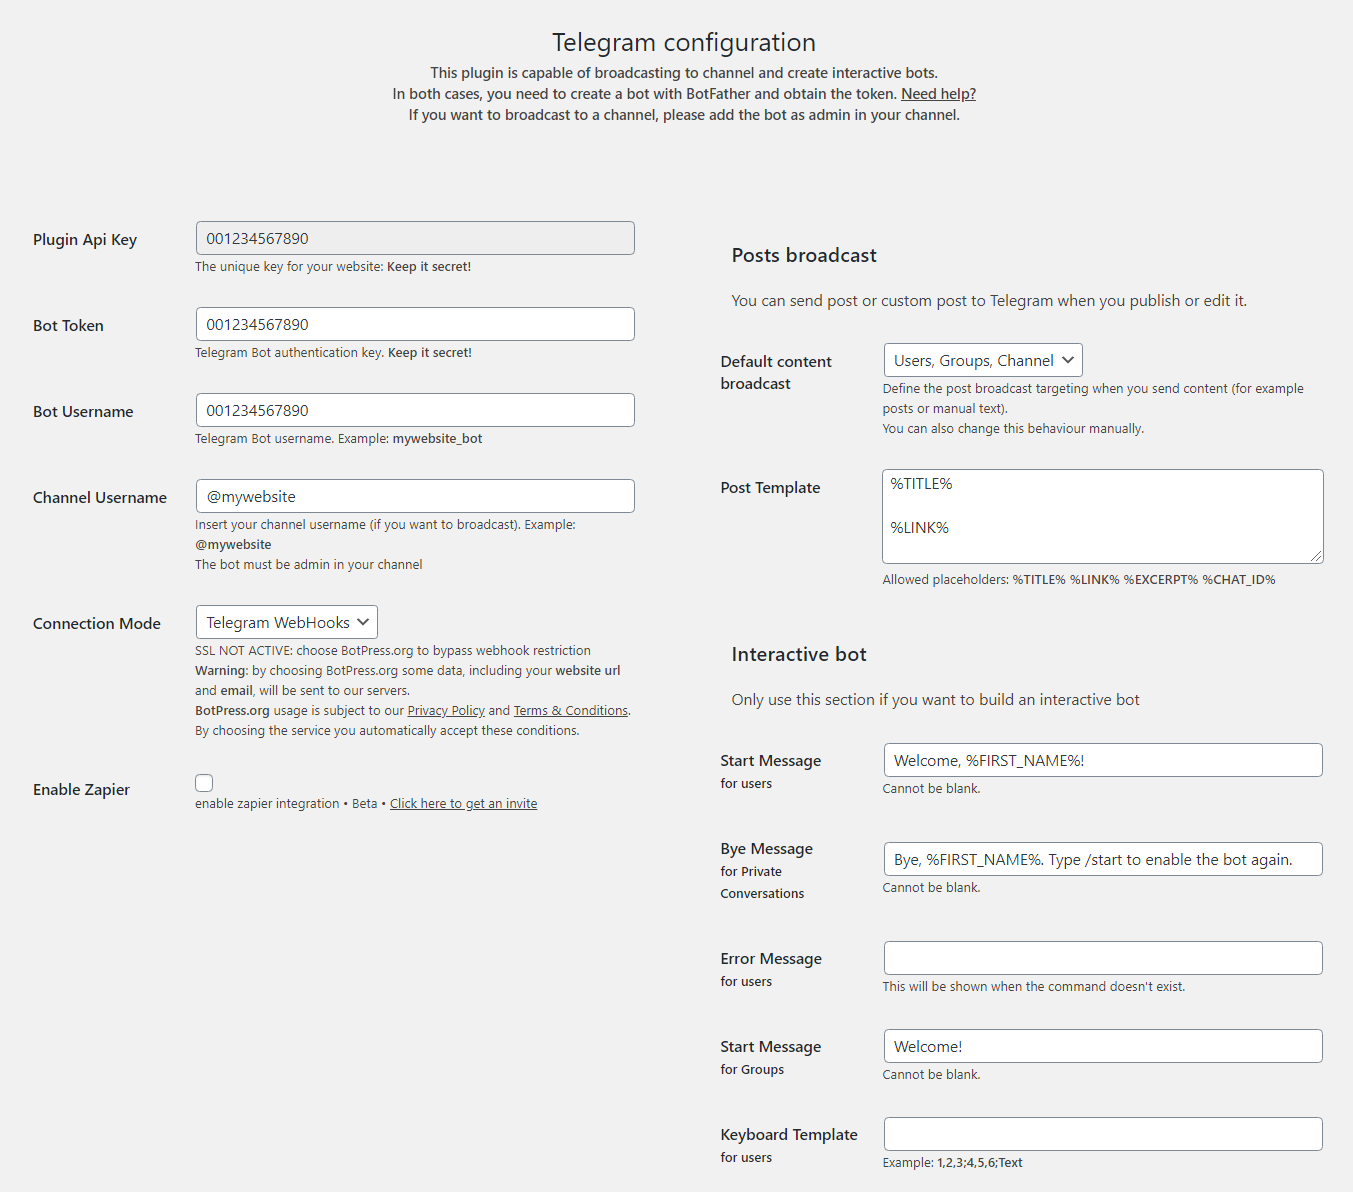 Telegram configuration
This plugin is capable of broadcasting to channel and create interactive bots.
In both cases, you need to create a bot with BotFather and obtain the token. Need help?
If you want to broadcast to a channel, please add the bot as admin in your channel.
Plugin Api Key
001234567890
The unique key for your website: Keep it secret!
Bot Token
001234567890
Telegram Bot authentication key. Keep it secret!
Bot Username
001234567890
Telegram Bot username. Example: mywebsite_bot
Channel Username
@mywebsite
Insert your channel username (if you want to broadcast). Example:
@mywebsite
The bot must be admin in your channel
Connection Mode
Telegram WebHooks
SSL NOT ACTIVE: choose BotPress.org to bypass webhook restriction
Warning: by choosing BotPress.org some data, including your website url
and email, will be sent to our servers.
BotPress.org usage is subject to our Privacy Policy and Terms & Conditions.
By choosing the service you automatically accept these conditions.
Enable Zapier
enable zapier integration • Beta • Click here to get an invite
Posts broadcast
You can send post or custom post to Telegram when you publish or edit it.
Default content
broadcast
Users, Groups, Channel
Define the post broadcast targeting when you send content (for example
posts or manual text).
You can also change this behaviour manually.
Post Template
%TITLE%
%LINK%
Allowed placeholders: %TITLE% %LINK% %EXCERPT% %CHAT_ID%
Interactive bot
Only use this section if you want to build an interactive bot
Start Message
for users
Welcome, %FIRST_NAME%!
Cannot be blank.
Bye Message
for Private
Conversations
Bye, %FIRST_NAME%. Type /start to enable the bot again.
Cannot be blank.
Error Message
for users
This will be shown when the command doesn't exist.
Start Message
for Groups
Welcome!
Cannot be blank.
Keyboard Template
for users
Example: 1,2,3;4,5,6;Text